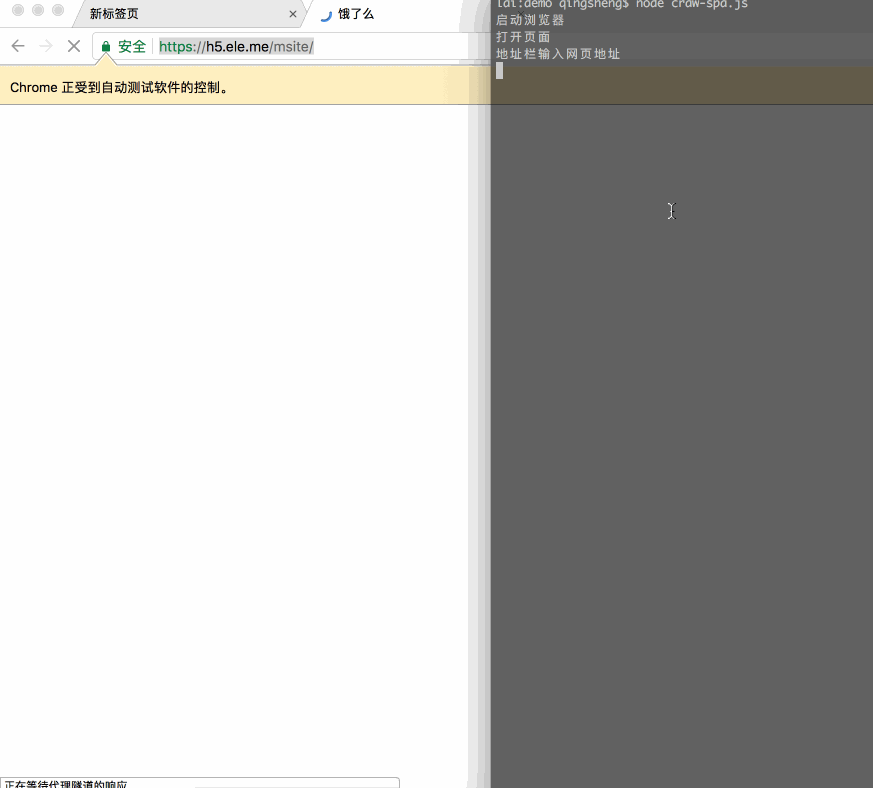 新标签页
饿了么
安全
https://h5.ele.me/msite/
Chrome 正受到自动测试软件的控制。
正在等待代理隧道的响应
lai:demo qingsheng$ node craw-spa.js
启动浏览器
打开页面
地址栏输入网页地址